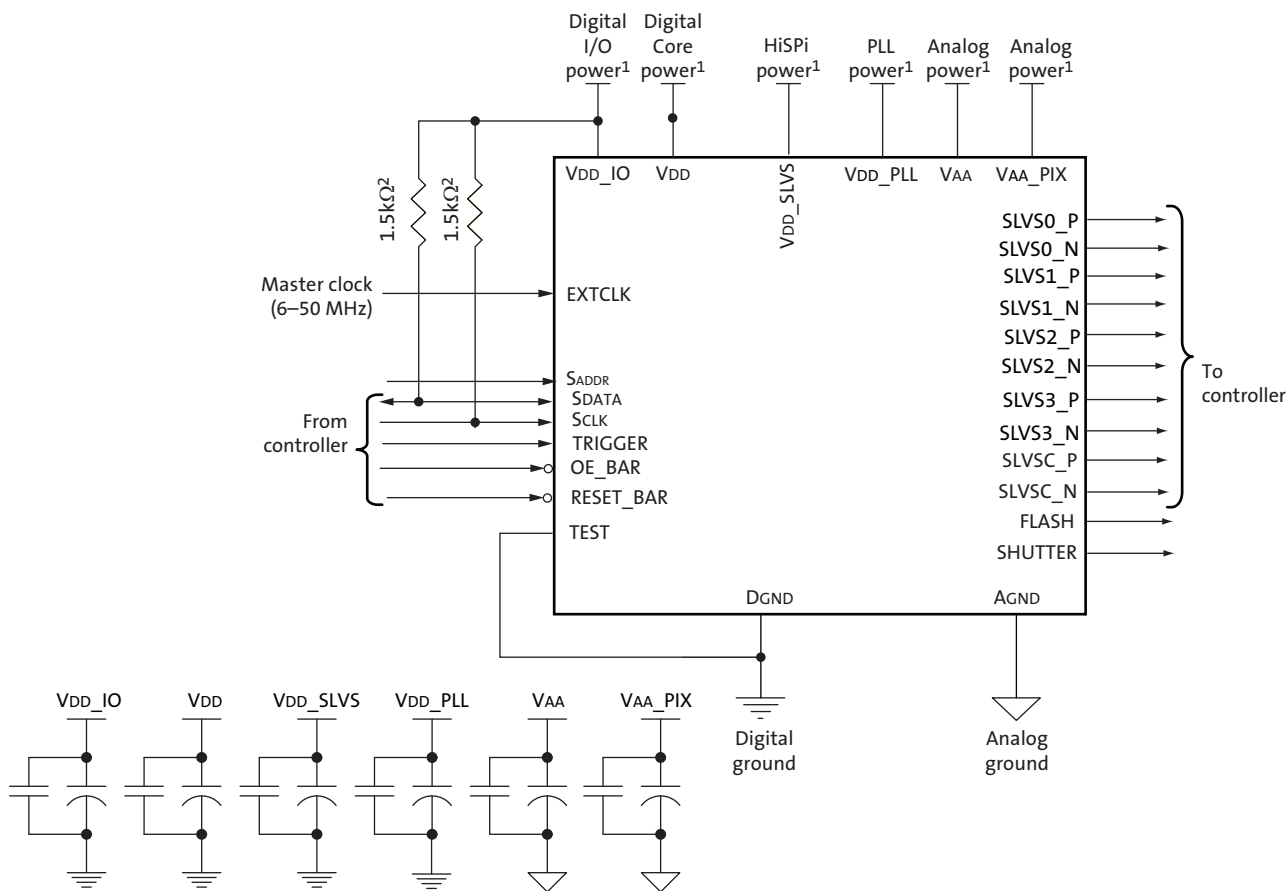 Digital
I/O
power1
Digital
Core
power1
HiSPi
power1
PLL
power1
Analog
power1
Analog
power1
1.5kΩ2
1.5kΩ2
VDD_IO
VDD
VDD_SLVS
VDD_PLL
VAA
VAA_PIX
Master clock
(6–50 MHz)
EXTCLK
From
controller
SADDR
SDATA
SCLK
TRIGGER
OE_BAR
RESET_BAR
TEST
SLVS0_P
SLVS0_N
SLVS1_P
SLVS1_N
SLVS2_P
SLVS2_N
SLVS3_P
SLVS3_N
SLVSC_P
SLVSC_N
FLASH
SHUTTER
To
controller
DGND
AGND
Digital
ground
Analog
ground
VDD_IO
VDD
VDD_SLVS
VDD_PLL
VAA
VAA_PIX